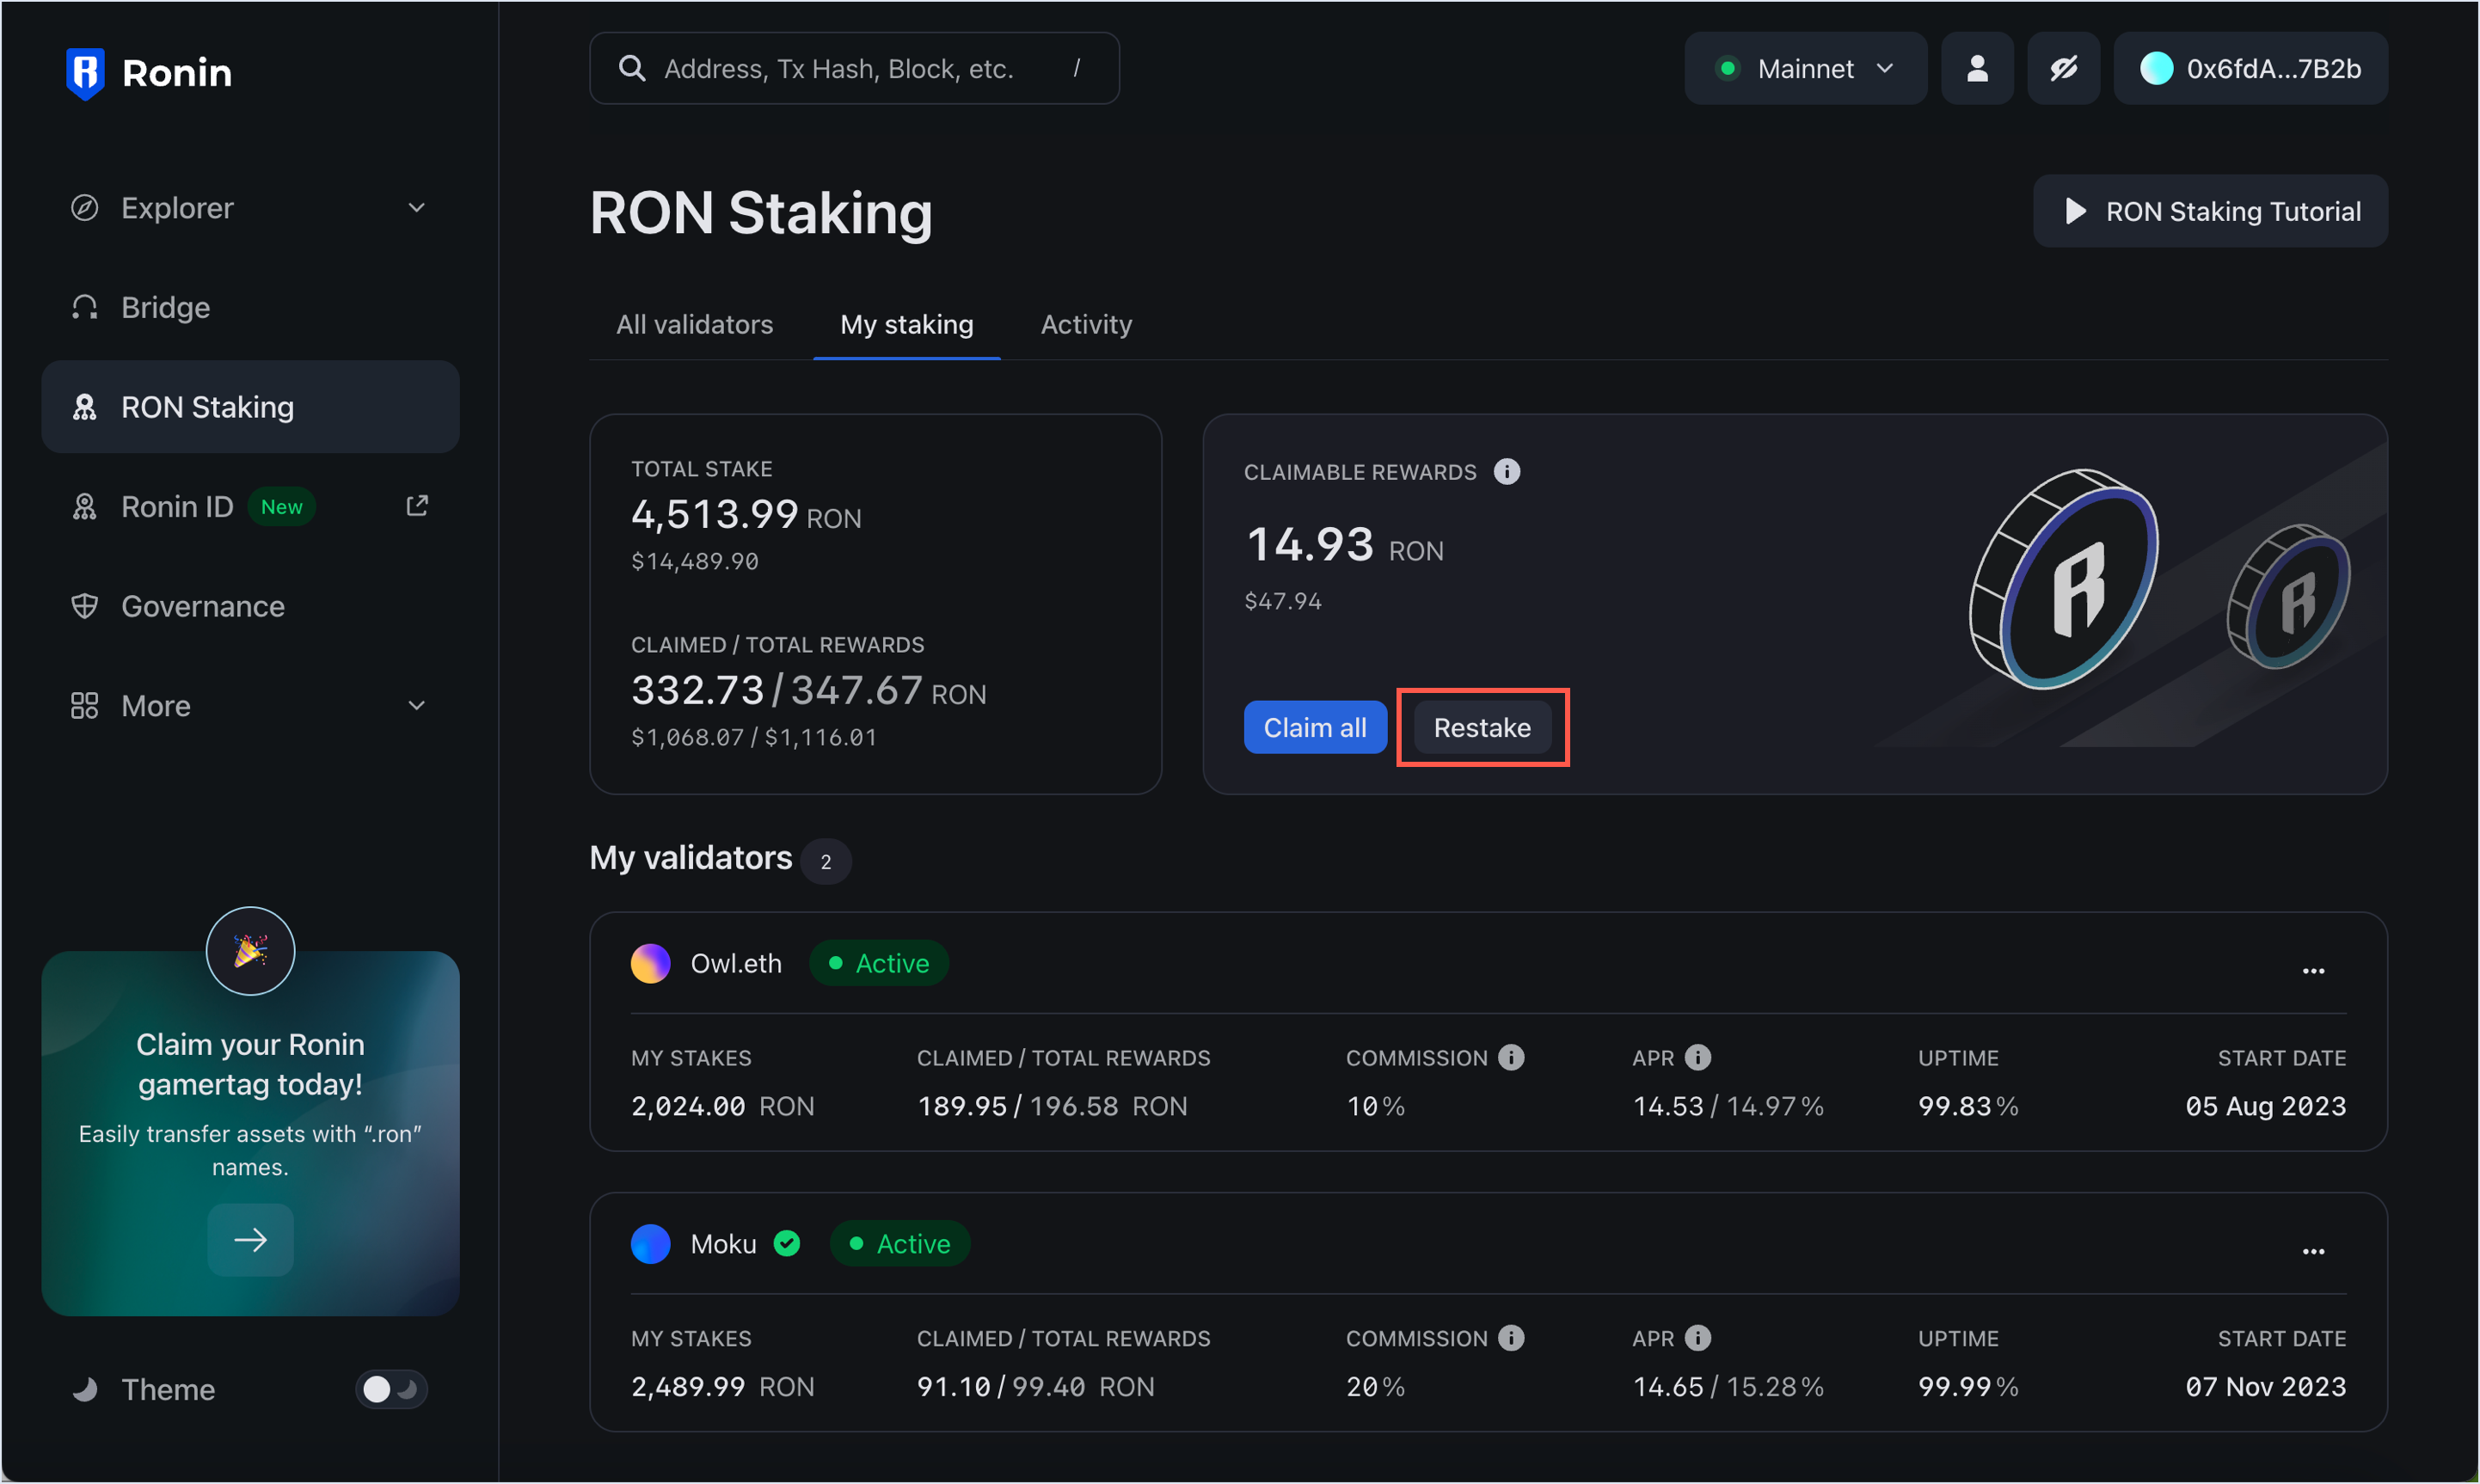 Ronin
Address, Tx Hash, Block, etc. /
Mainnet
0x6fdA...7B2b
Explorer
Bridge
RON Staking
Ronin ID New
Governance
More
Claim your Ronin
gamertag today!
Easily transfer assets with “.ron”
names.
Theme
RON Staking
RON Staking Tutorial
All validators My staking Activity
TOTAL STAKE
4,513.99 RON
$14,489.90
CLAIMED / TOTAL REWARDS
332.73 / 347.67 RON
$1,068.07 / $1,116.01
CLAIMABLE REWARDS
14.93 RON
$47.94
Claim all Restake
My validators 2
Owl.eth Active
MY STAKES CLAIMED / TOTAL REWARDS COMMISSION APR UPTIME START DATE
2,024.00 RON 189.95 / 196.58 RON 10% 14.53 / 14.97% 99.83% 05 Aug 2023
Moku Active
MY STAKES CLAIMED / TOTAL REWARDS COMMISSION APR UPTIME START DATE
2,489.99 RON 91.10 / 99.40 RON 20% 14.65 / 15.28% 99.99% 07 Nov 2023